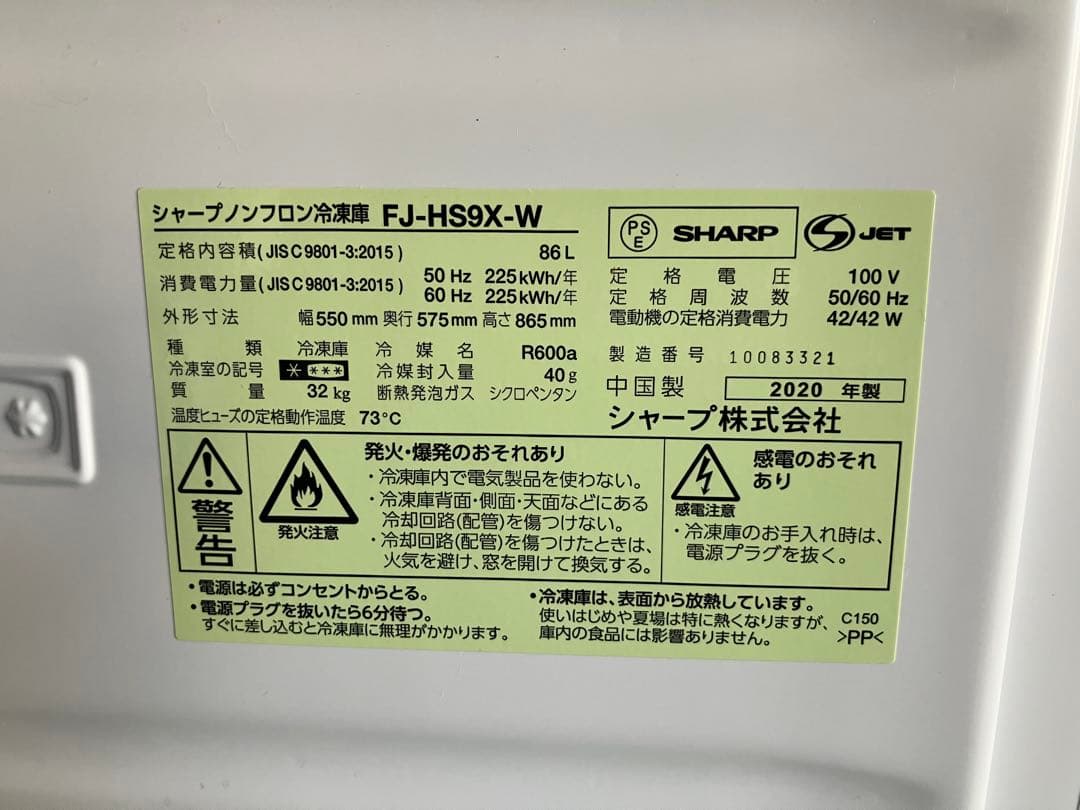 シャープノンフロン冷凍庫 FJ-HS9X-W
定格内容積(JIS C 9801-3:2015) 86 L
消費電力量(JIS C 9801-3:2015) 50 Hz 225 kWh/年
60 Hz 225 kWh/年
外形寸法 幅 550 mm 奥行 575 mm 高さ 865 mm
種類 冷凍庫 冷媒名 R600a
冷凍室の記号 * *** 冷媒封入量 40 g
質量 32 kg 断熱発泡ガス シクロペンタン
温度ヒューズの定格動作温度 73℃
PS
E
SHARP
S JET
定格電圧 100 V
定格周波数 50/60 Hz
電動機の定格消費電力 42/42 W
製造番号 10083321
中国製 2020 年製
シャープ株式会社
警告
発火注意
発火・爆発のおそれあり
・冷凍庫内で電気製品を使わない。
・冷凍庫背面・側面・天面などにある
冷却回路(配管)を傷つけない。
・冷却回路(配管)を傷つけたときは、
火気を避け、窓を開けて換気する。
感電注意
感電のおそれ
あり
・冷凍庫のお手入れ時は、
電源プラグを抜く。
・電源は必ずコンセントからとる。
・電源プラグを抜いたら6分待つ。
すぐに差し込むと冷凍庫に無理がかかります。
・冷凍庫は、表面から放熱しています。
使いはじめや夏場は特に熱くなりますが、
庫内の食品には影響ありません。
C150
>PP<